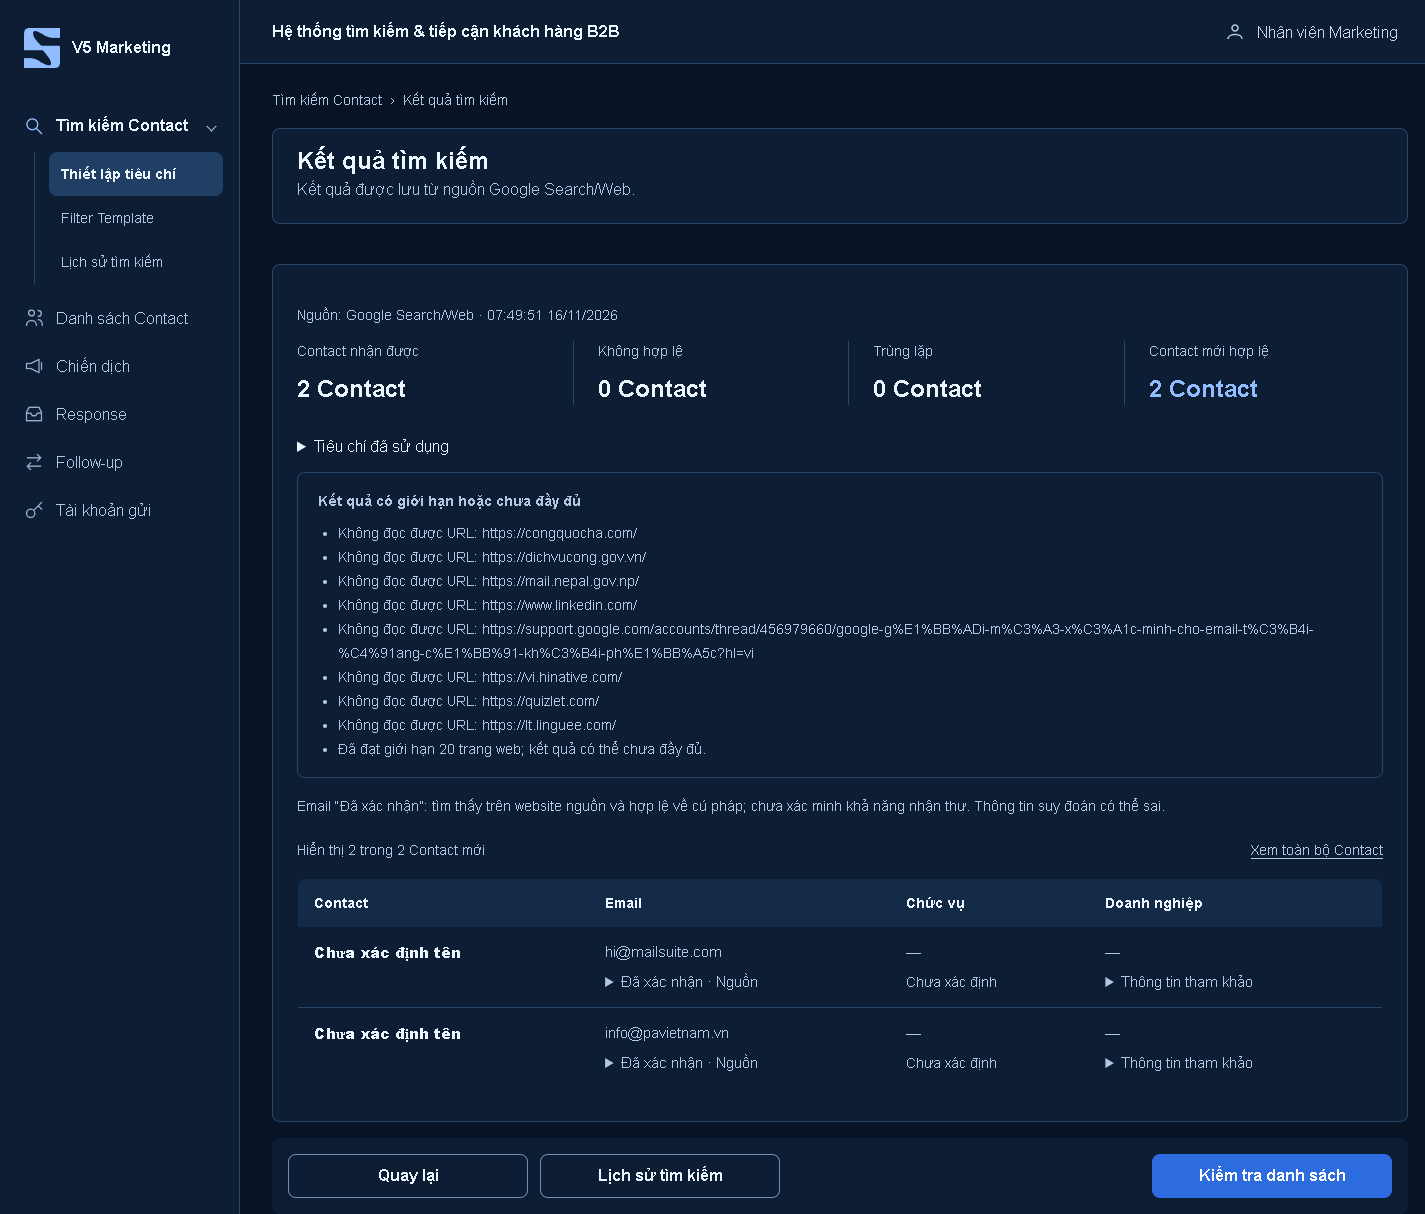 V5 Marketing
Hệ thống tìm kiếm & tiếp cận khách hàng B2B
Nhân viên Marketing
Tìm kiếm Contact
Thiết lập tiêu chí
Filter Template
Lịch sử tìm kiếm
Danh sách Contact
Chiến dịch
Response
Follow-up
Tài khoản gửi
Tìm kiếm Contact › Kết quả tìm kiếm
Kết quả tìm kiếm
Kết quả được lưu từ nguồn Google Search/Web.
Nguồn: Google Search/Web · 07:49:51 16/11/2026
Contact nhận được
2 Contact
Không hợp lệ
0 Contact
Trùng lặp
0 Contact
Contact mới hợp lệ
2 Contact
▶ Tiêu chí đã sử dụng
Kết quả có giới hạn hoặc chưa đầy đủ
• Không đọc được URL: https://congquocha.com/
• Không đọc được URL: https://dichvucong.gov.vn/
• Không đọc được URL: https://mail.nepal.gov.np/
• Không đọc được URL: https://www.linkedin.com/
• Không đọc được URL: https://support.google.com/accounts/thread/456979660/google-g%E1%BB%ADi-m%C3%A3-x%C3%A1c-minh-cho-email-t%C3%B4i-
%C4%91ang-c%E1%BB%91-kh%C3%B4i-ph%E1%BB%A5c?hl=vi
• Không đọc được URL: https://vi.hinative.com/
• Không đọc được URL: https://quizlet.com/
• Không đọc được URL: https://lt.linguee.com/
• Đã đạt giới hạn 20 trang web; kết quả có thể chưa đầy đủ.
Email "Đã xác nhận": tìm thấy trên website nguồn và hợp lệ về cú pháp; chưa xác minh khả năng nhận thư. Thông tin suy đoán có thể sai.
Hiển thị 2 trong 2 Contact mới
Xem toàn bộ Contact
Contact Email Chức vụ Doanh nghiệp
Chưa xác định tên hi@mailsuite.com — —
▶ Đã xác nhận · Nguồn Chưa xác định ▶ Thông tin tham khảo
Chưa xác định tên info@pavietnam.vn — —
▶ Đã xác nhận · Nguồn Chưa xác định ▶ Thông tin tham khảo
Quay lại
Lịch sử tìm kiếm
Kiểm tra danh sách